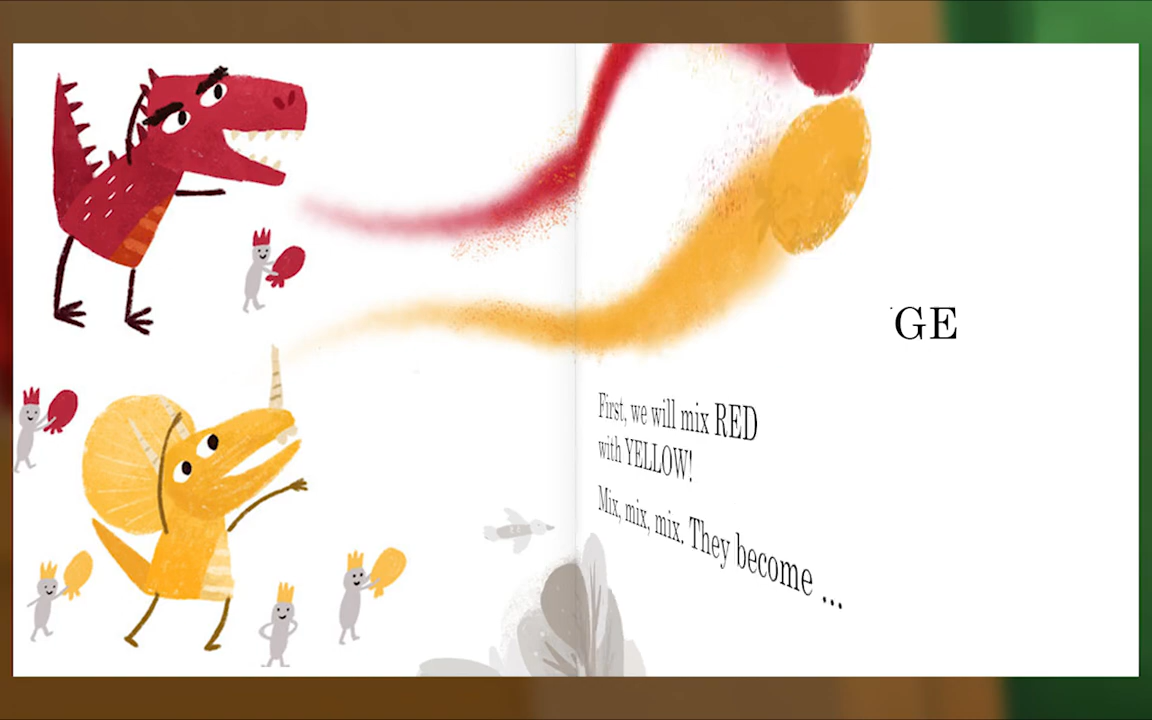 GE
First, we will mix RED
with YELLOW!
Mix, mix, mix. They become ...